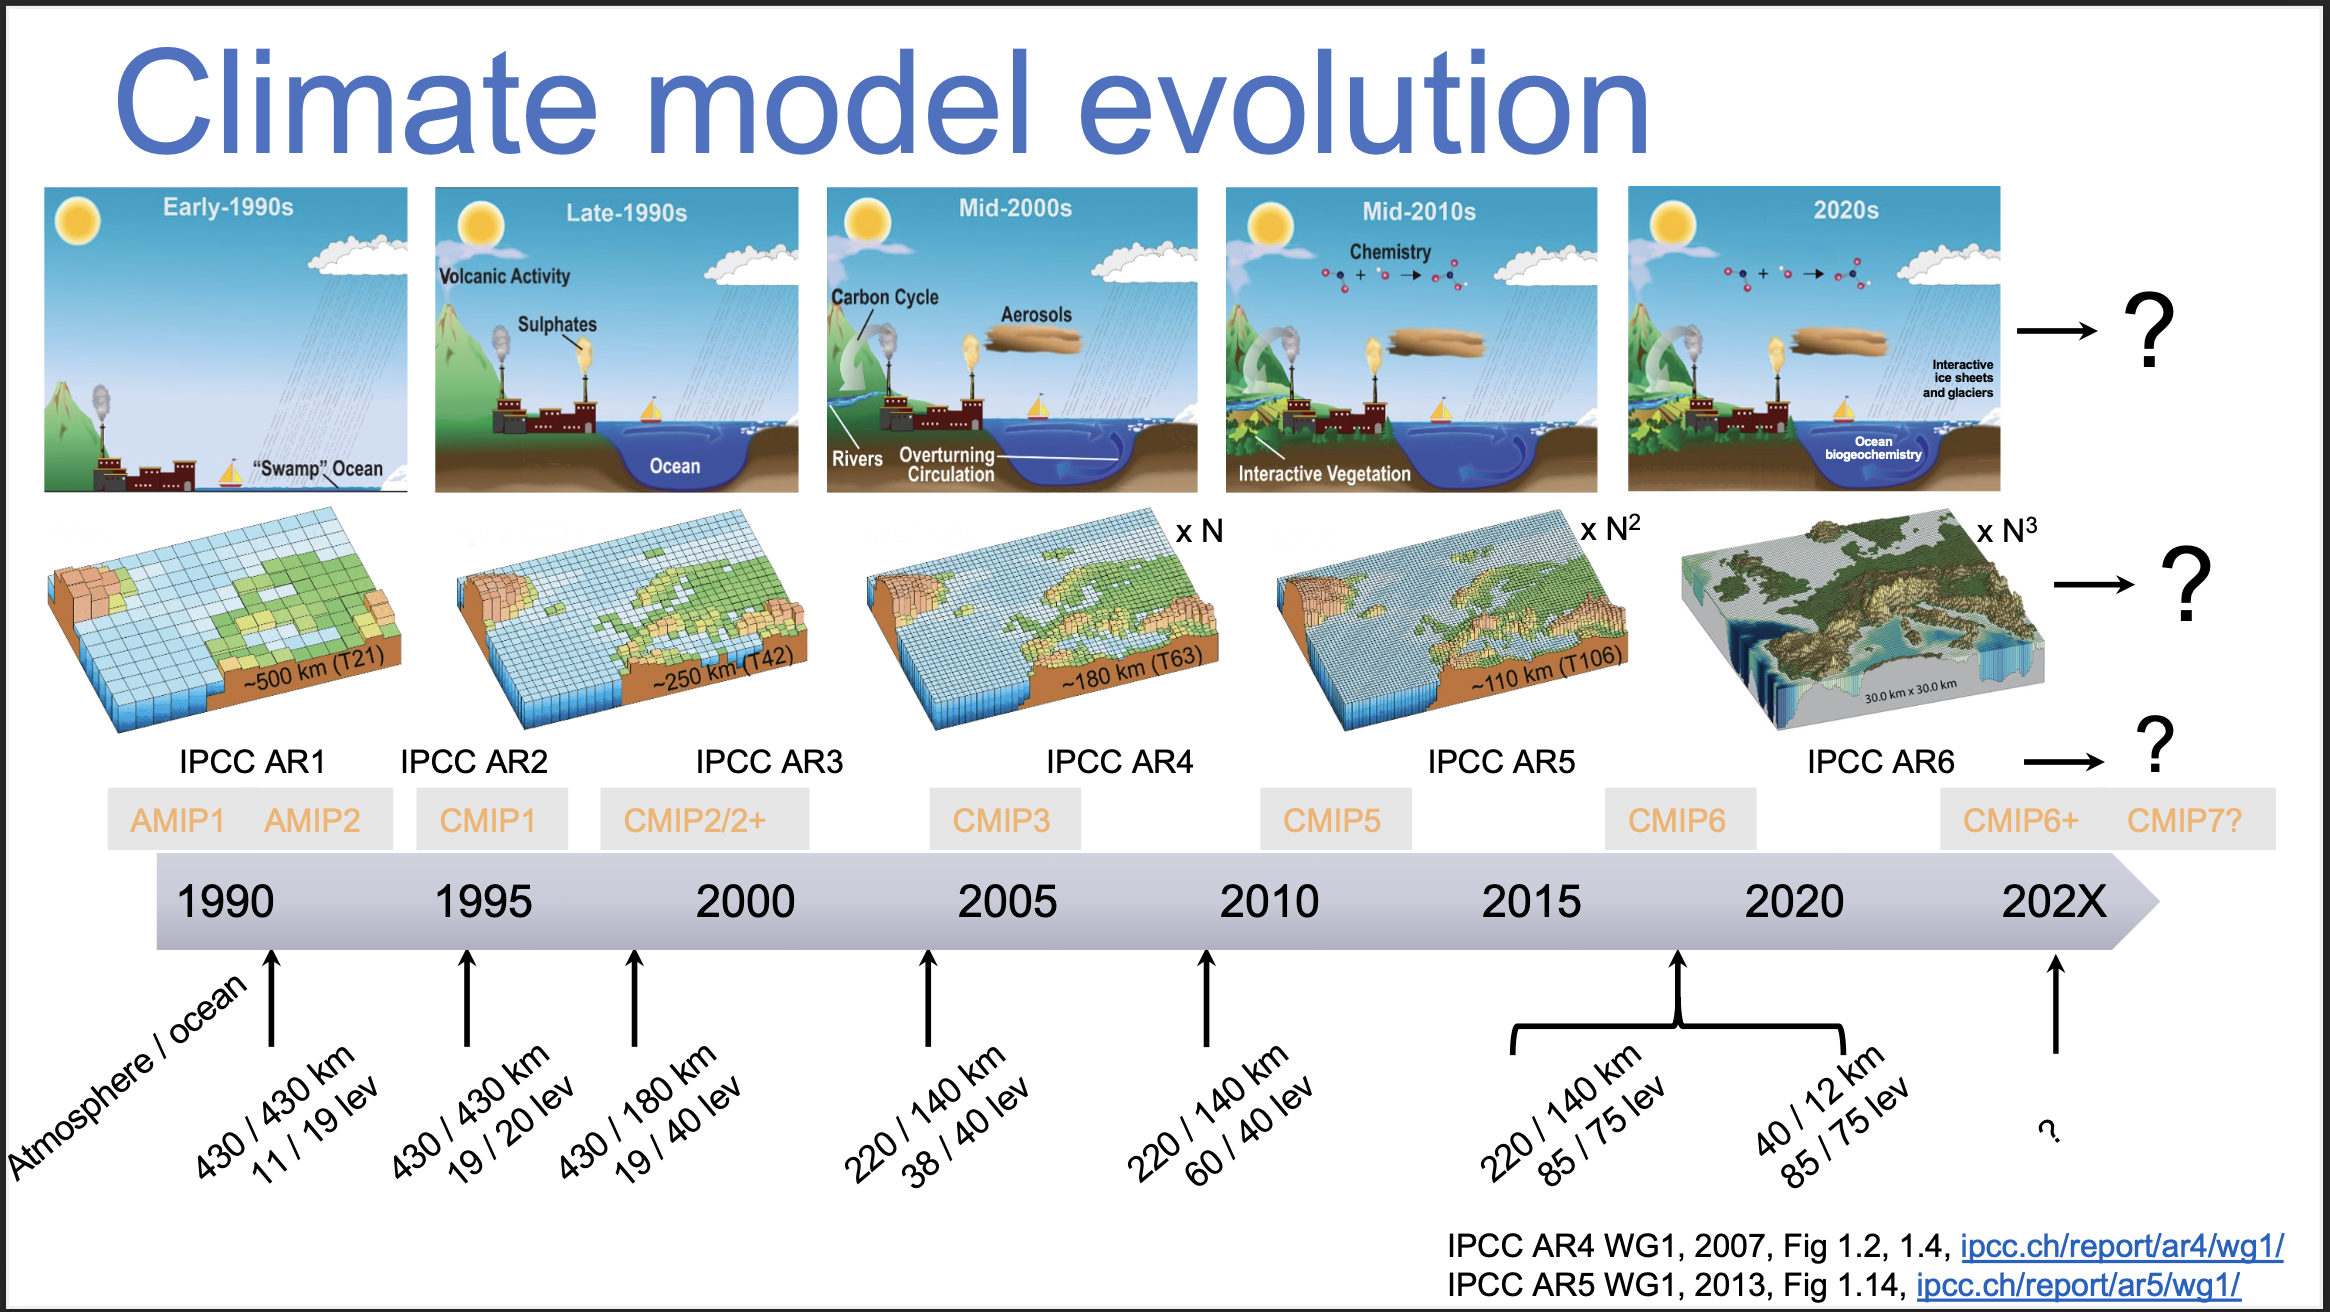 Climate model evolution
Early-1990s
"Swamp" Ocean
Late-1990s
Volcanic Activity
Sulphates
Ocean
Mid-2000s
Carbon Cycle
Aerosols
Rivers
Overturning
Circulation
Mid-2010s
Chemistry
+
Interactive Vegetation
2020s
+
Interactive
ice sheets
and glaciers
Ocean
biogeochemistry
?
~500 km (T21)
~250 km (T42)
x N
~180 km (T63)
x N²
~110 km (T106)
x N³
30.0 km x 30.0 km
?
IPCC AR1 IPCC AR2 IPCC AR3 IPCC AR4 IPCC AR5 IPCC AR6 ?
AMIP1 AMIP2 CMIP1 CMIP2/2+ CMIP3 CMIP5 CMIP6 CMIP6+ CMIP7?
1990 1995 2000 2005 2010 2015 2020 202X
Atmosphere / ocean
430 / 430 km
11 / 19 lev
430 / 430 km
19 / 20 lev
430 / 180 km
19 / 40 lev
220 / 140 km
38 / 40 lev
220 / 140 km
60 / 40 lev
220 / 140 km
85 / 75 lev
40 / 12 km
85 / 75 lev
?
IPCC AR4 WG1, 2007, Fig 1.2, 1.4, ipcc.ch/report/ar4/wg1/
IPCC AR5 WG1, 2013, Fig 1.14, ipcc.ch/report/ar5/wg1/